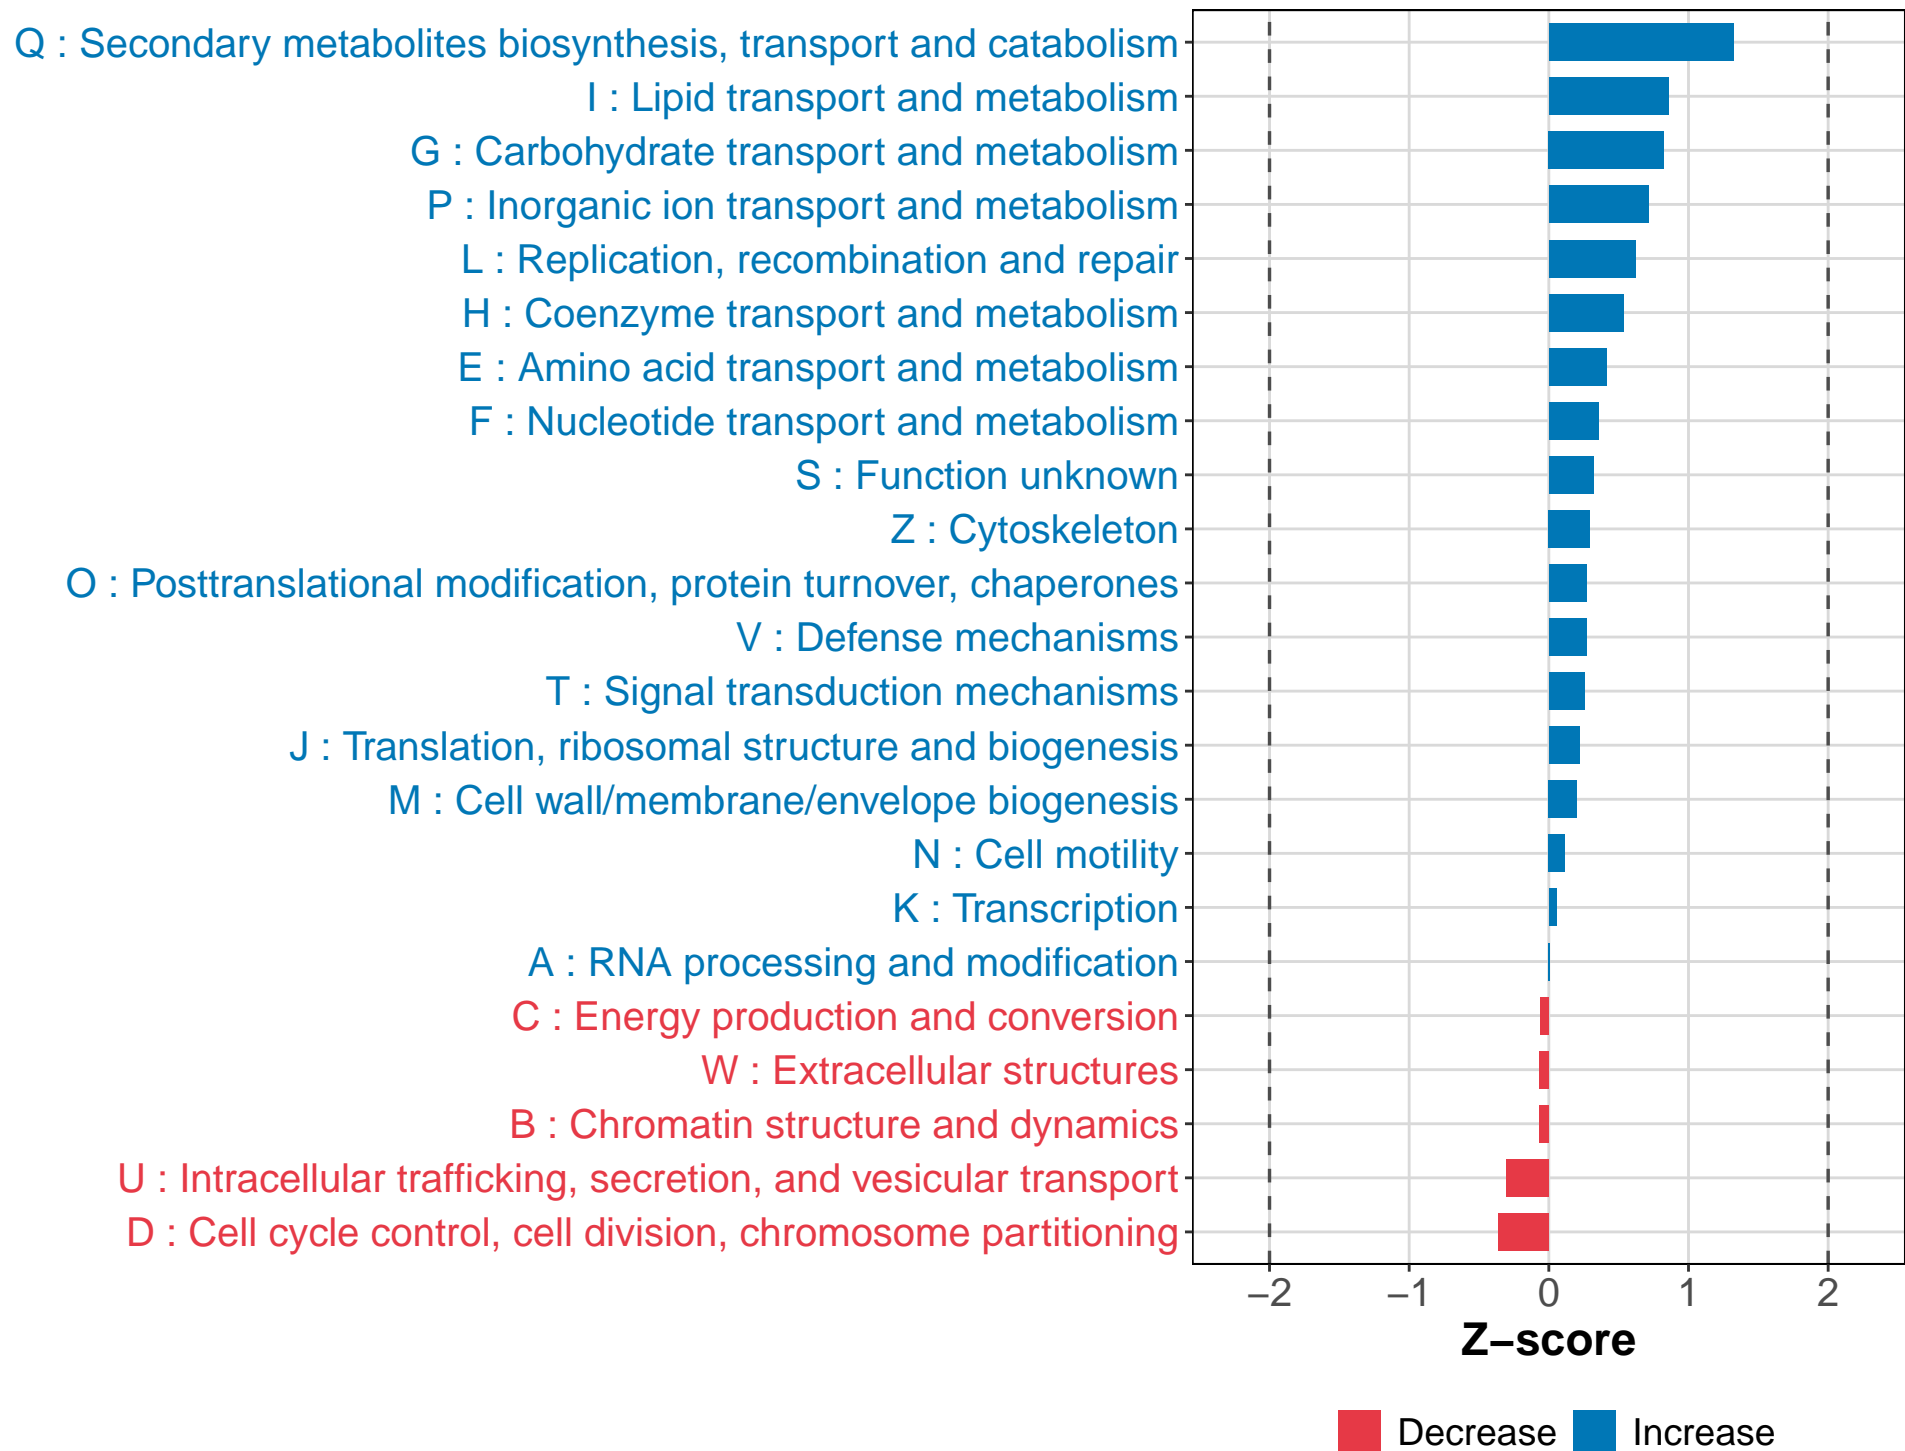 Q : Secondary metabolites biosynthesis, transport and catabolism
I : Lipid transport and metabolism
G : Carbohydrate transport and metabolism
P : Inorganic ion transport and metabolism
L : Replication, recombination and repair
H : Coenzyme transport and metabolism
E : Amino acid transport and metabolism
F : Nucleotide transport and metabolism
S : Function unknown
Z : Cytoskeleton
O : Posttranslational modification, protein turnover, chaperones
V : Defense mechanisms
T : Signal transduction mechanisms
J : Translation, ribosomal structure and biogenesis
M : Cell wall/membrane/envelope biogenesis
N : Cell motility
K : Transcription
A : RNA processing and modification
C : Energy production and conversion
W : Extracellular structures
B : Chromatin structure and dynamics
U : Intracellular trafficking, secretion, and vesicular transport
D : Cell cycle control, cell division, chromosome partitioning
−2 −1 0 1 2
Z−score
Decrease Increase